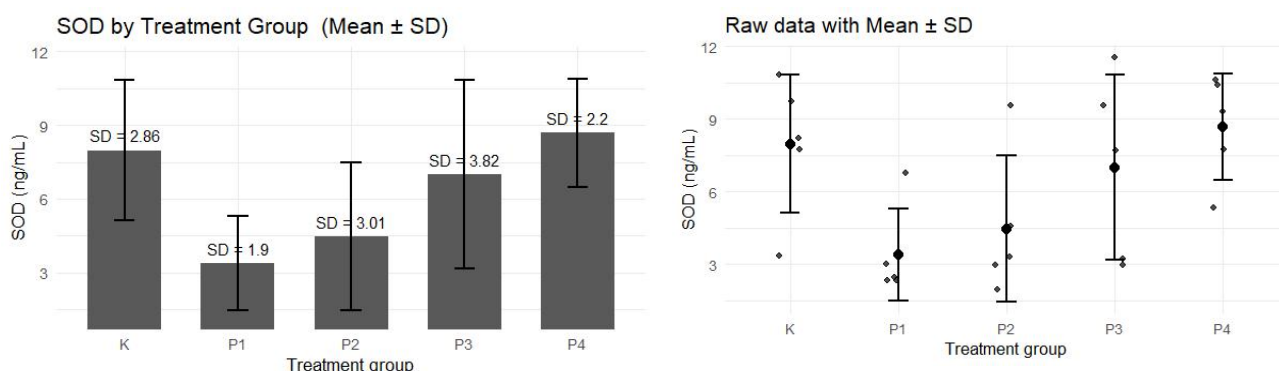 SOD by Treatment Group (Mean ± SD)
12
9
6
3
SOD (ng/mL)
SD = 2.86
SD = 1.9
SD = 3.01
SD = 3.82
SD = 2.2
K P1 P2 P3 P4
Treatment group
Raw data with Mean ± SD
12
9
6
3
SOD (ng/mL)
K P1 P2 P3 P4
Treatment group